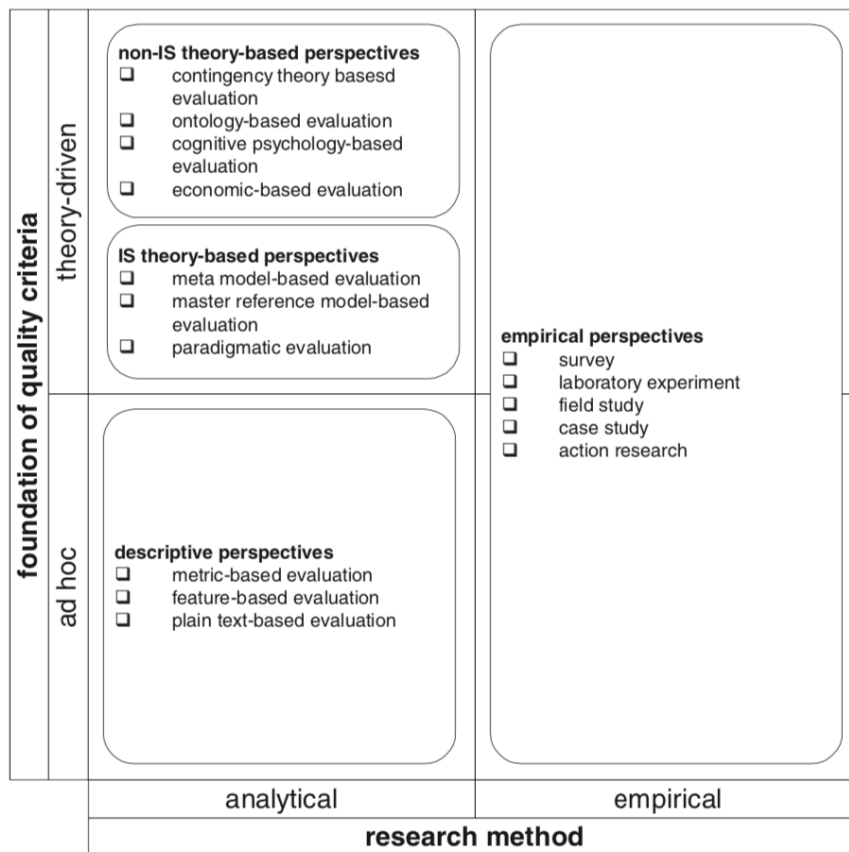 foundation of quality criteria
theory-driven
non-IS theory-based perspectives
❑ contingency theory basesd
evaluation
❑ ontology-based evaluation
❑ cognitive psychology-based
evaluation
❑ economic-based evaluation
IS theory-based perspectives
❑ meta model-based evaluation
❑ master reference model-based
evaluation
❑ paradigmatic evaluation
ad hoc
descriptive perspectives
❑ metric-based evaluation
❑ feature-based evaluation
❑ plain text-based evaluation
empirical perspectives
❑ survey
❑ laboratory experiment
❑ field study
❑ case study
❑ action research
analytical
empirical
research method